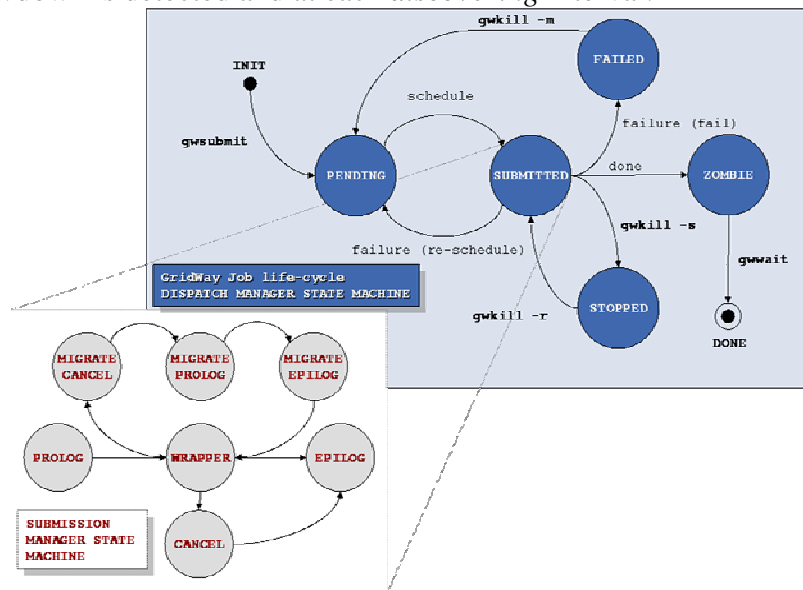 gwkill -m
INIT
FAILED
schedule
failure (fail)
gwsubmit
done
PENDING
SUBMITTED
ZOMBIE
gwkill -s
failure (re-schedule)
gwwait
GridWay Job life-cycle
DISPATCH MANAGER STATE MACHINE
gwkill -r
STOPPED
DONE
MIGRATE
CANCEL
MIGRATE
PROLOG
MIGRATE
EPILOG
PROLOG
WRAPPER
EPILOG
SUBMISSION
MANAGER STATE
MACHINE
CANCEL